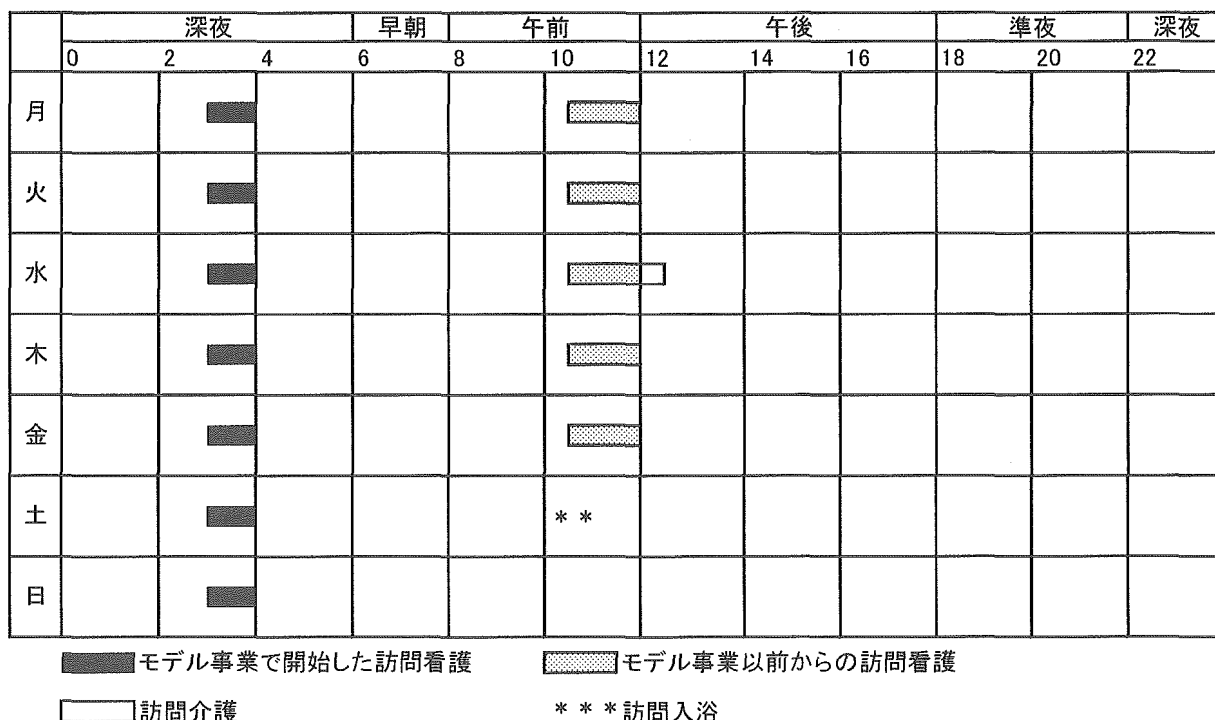 深夜 早朝 午前 午後 準夜 深夜
0 2 4 6 8 10 12 14 16 18 20 22
月
火
水
木
金
土 * *
日
モデル事業で開始した訪問看護 モデル事業以前からの訪問看護
訪問介護 * * * 訪問入浴